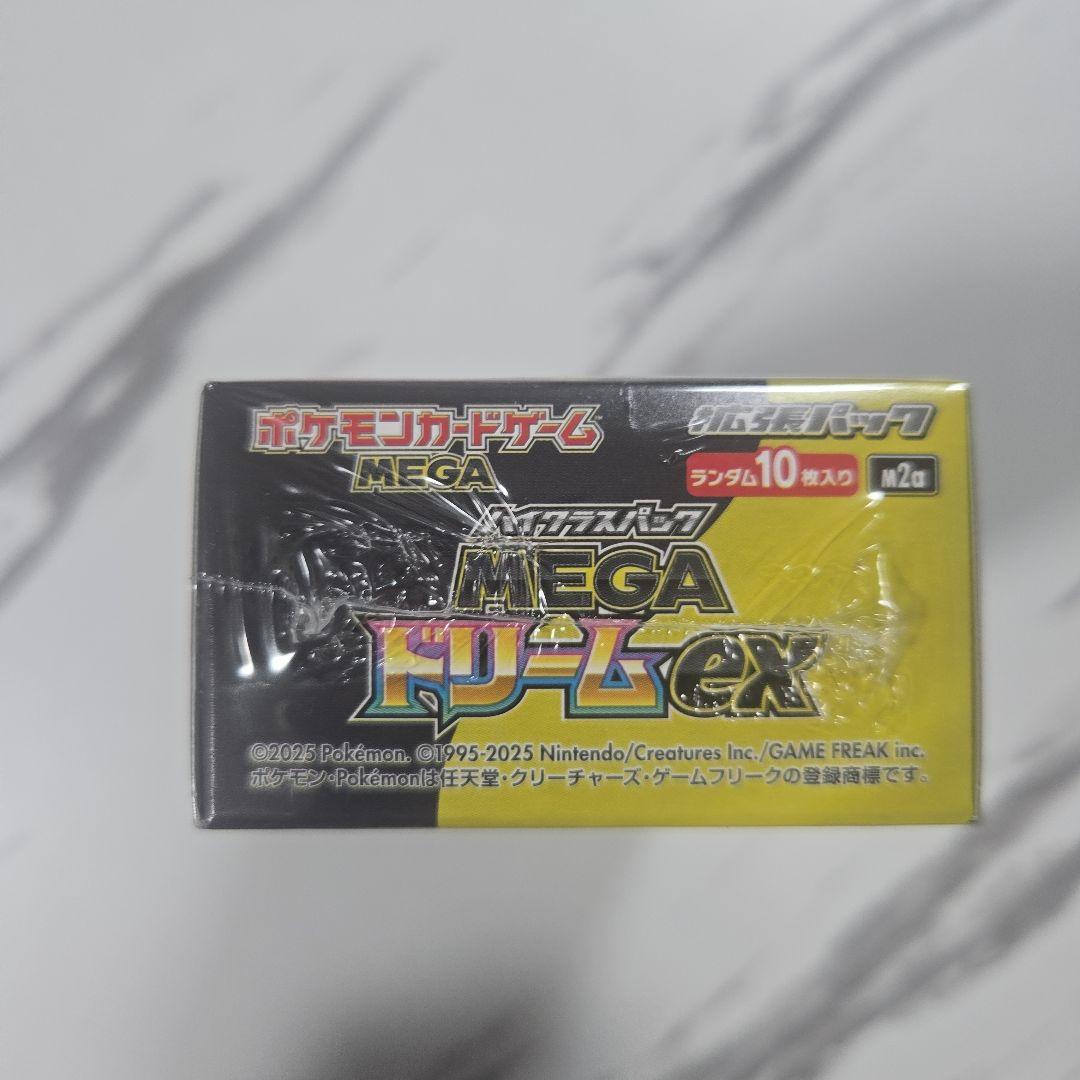 ポケモンカードゲーム™
MEGA
拡張パック
ランダム10枚入り
M2a
ハイクラスパック
MEGA
ドリームex
©2025 Pokémon. ©1995-2025 Nintendo/Creatures Inc./GAME FREAK inc.
ポケモン・Pokémonは任天堂・クリーチャーズ・ゲームフリークの登録商標です。